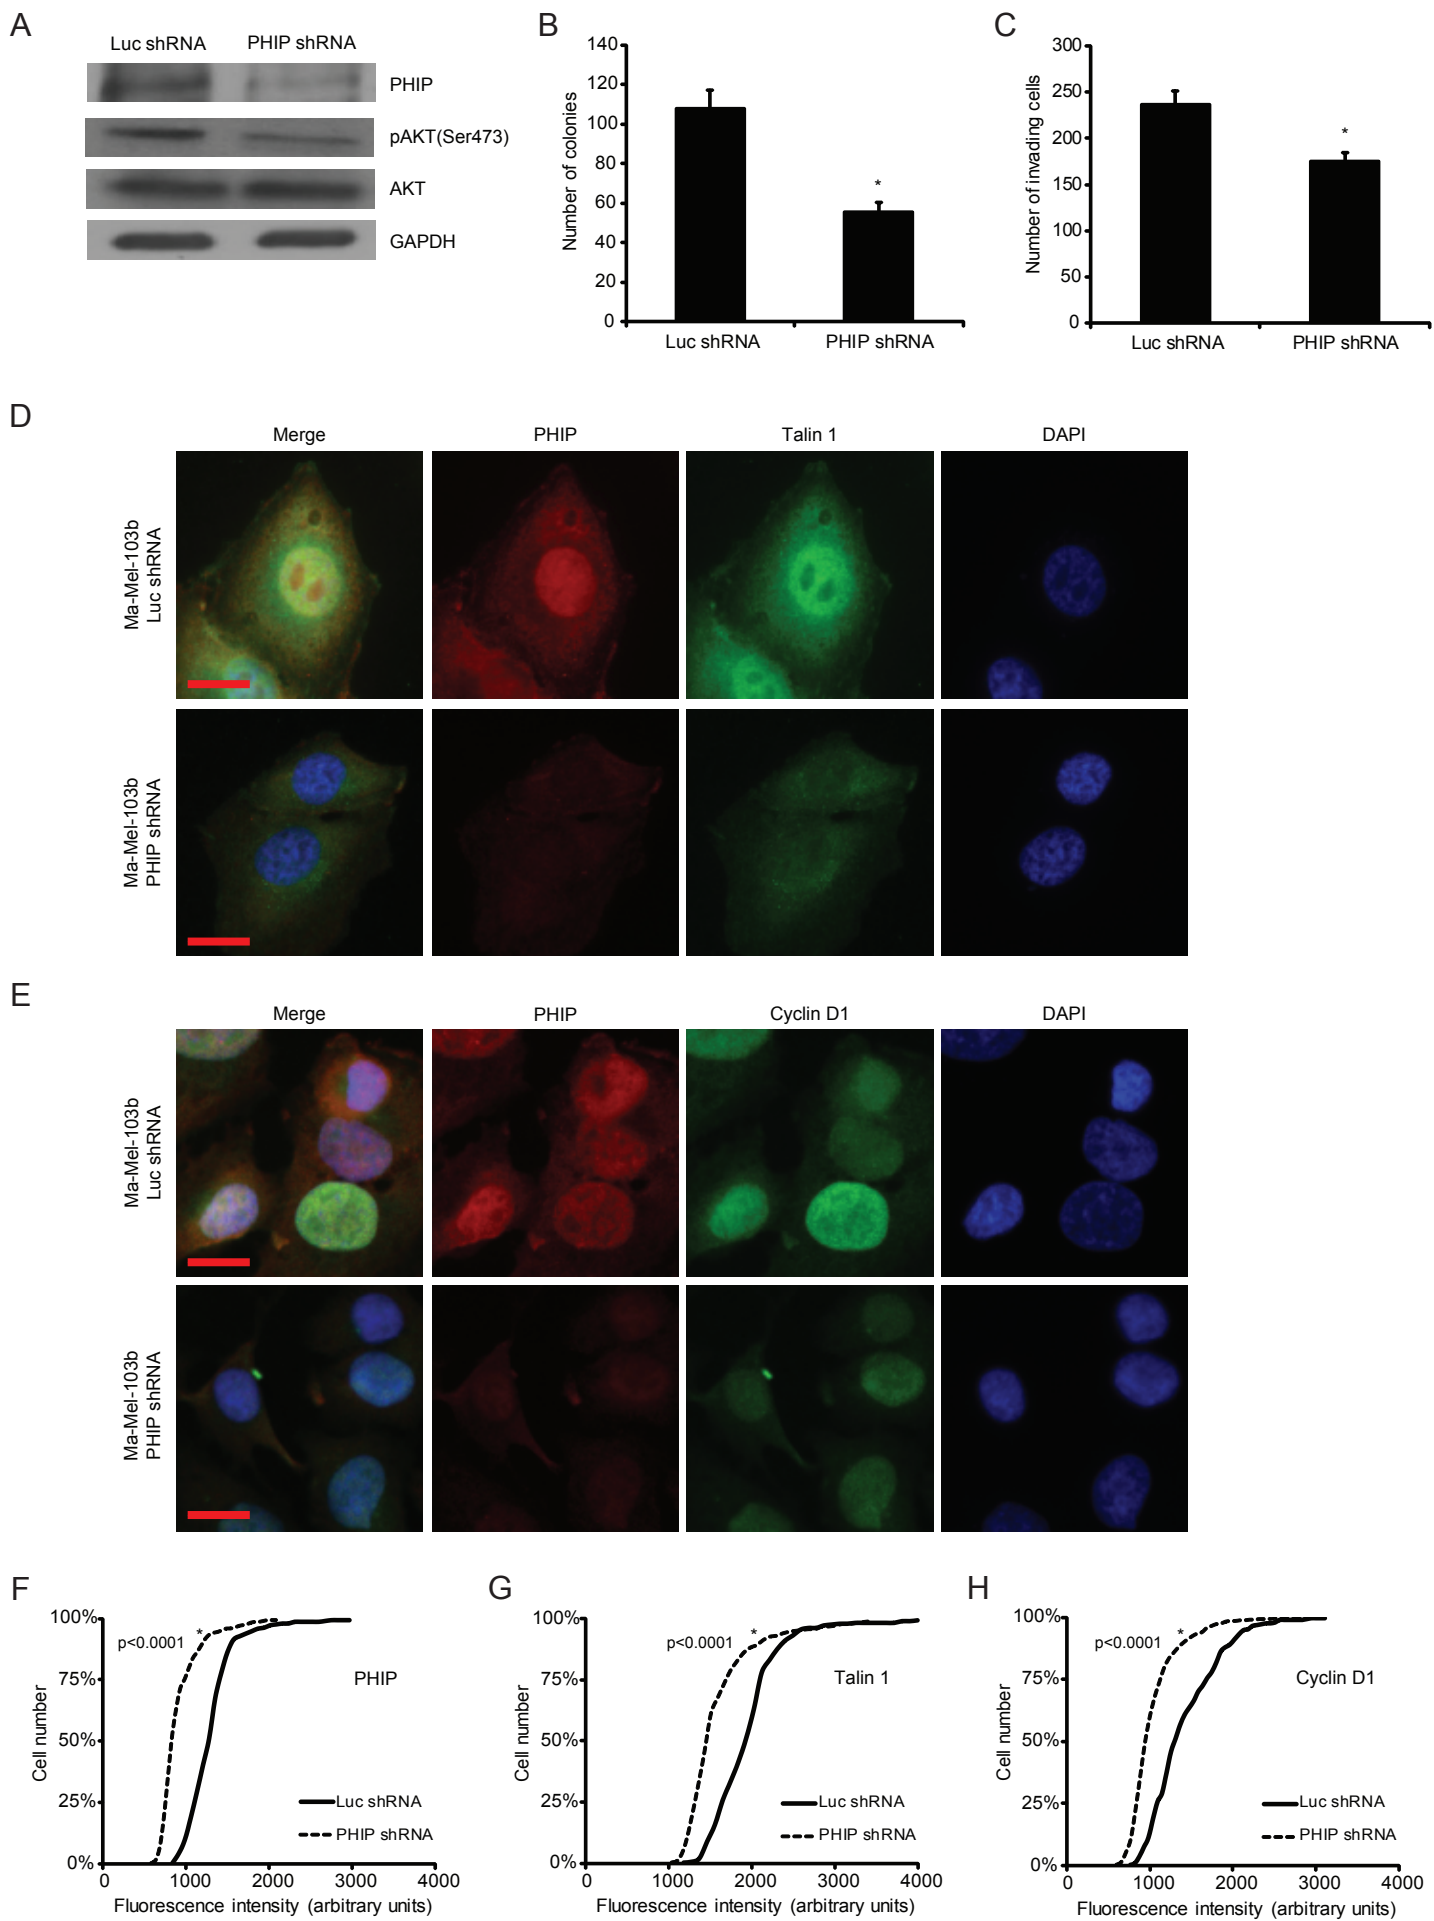 A
Luc shRNA
PHIP shRNA
PHIP
pAKT(Ser473)
AKT
GAPDH
B
Number of colonies
140
120
100
80
60
40
20
0
*
Luc shRNA
PHIP shRNA
C
Number of invading cells
300
250
200
150
100
50
0
*
Luc shRNA
PHIP shRNA
D
Merge
PHIP
Talin 1
DAPI
Ma-Mel-103b
Luc shRNA
Ma-Mel-103b
PHIP shRNA
E
Merge
PHIP
Cyclin D1
DAPI
Ma-Mel-103b
Luc shRNA
Ma-Mel-103b
PHIP shRNA
F
Cell number
100%
75%
50%
25%
0%
p<0.0001
*
PHIP
Luc shRNA
PHIP shRNA
0 1000 2000 3000 4000
Fluorescence intensity (arbitrary units)
G
Cell number
100%
75%
50%
25%
0%
p<0.0001
*
Talin 1
Luc shRNA
PHIP shRNA
0 1000 2000 3000 4000
Fluorescence intensity (arbitrary units)
H
Cell number
100%
75%
50%
25%
0%
p<0.0001
*
Cyclin D1
Luc shRNA
PHIP shRNA
0 1000 2000 3000 4000
Fluorescence intensity (arbitrary units)